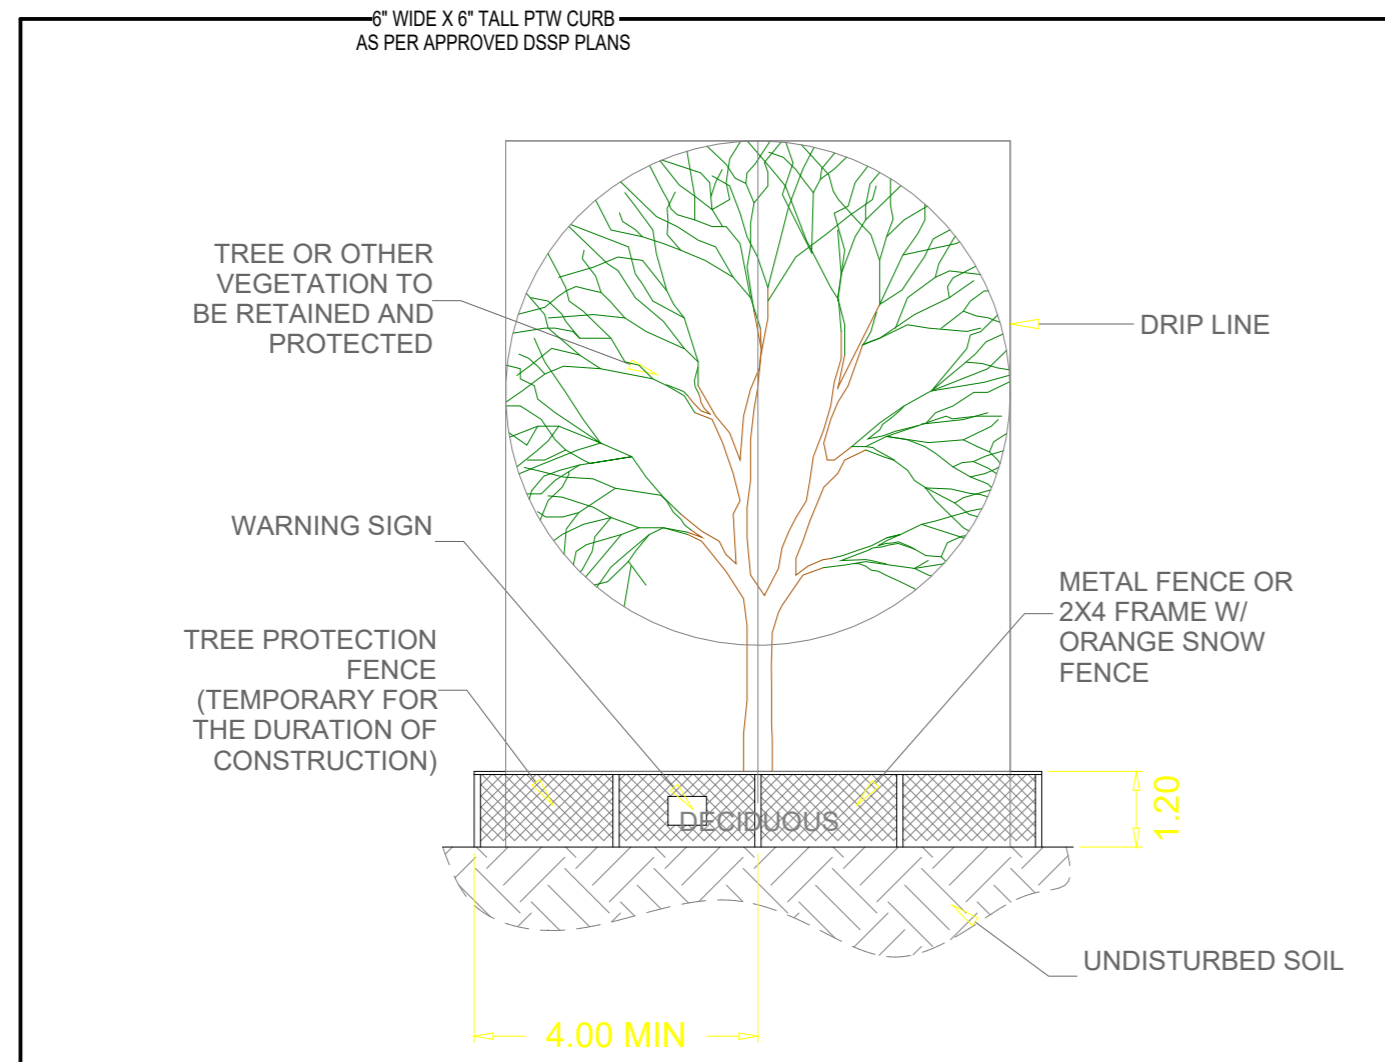 6" WIDE X 6" TALL PTW CURB
AS PER APPROVED DSSP PLANS
TREE OR OTHER
VEGETATION TO
BE RETAINED AND
PROTECTED
DRIP LINE
WARNING SIGN
METAL FENCE OR
2X4 FRAME W/
ORANGE SNOW
FENCE
TREE PROTECTION
FENCE
(TEMPORARY FOR
THE DURATION OF
CONSTRUCTION)
1.20
DECIDUOUS
UNDISTURBED SOIL
4.00 MIN